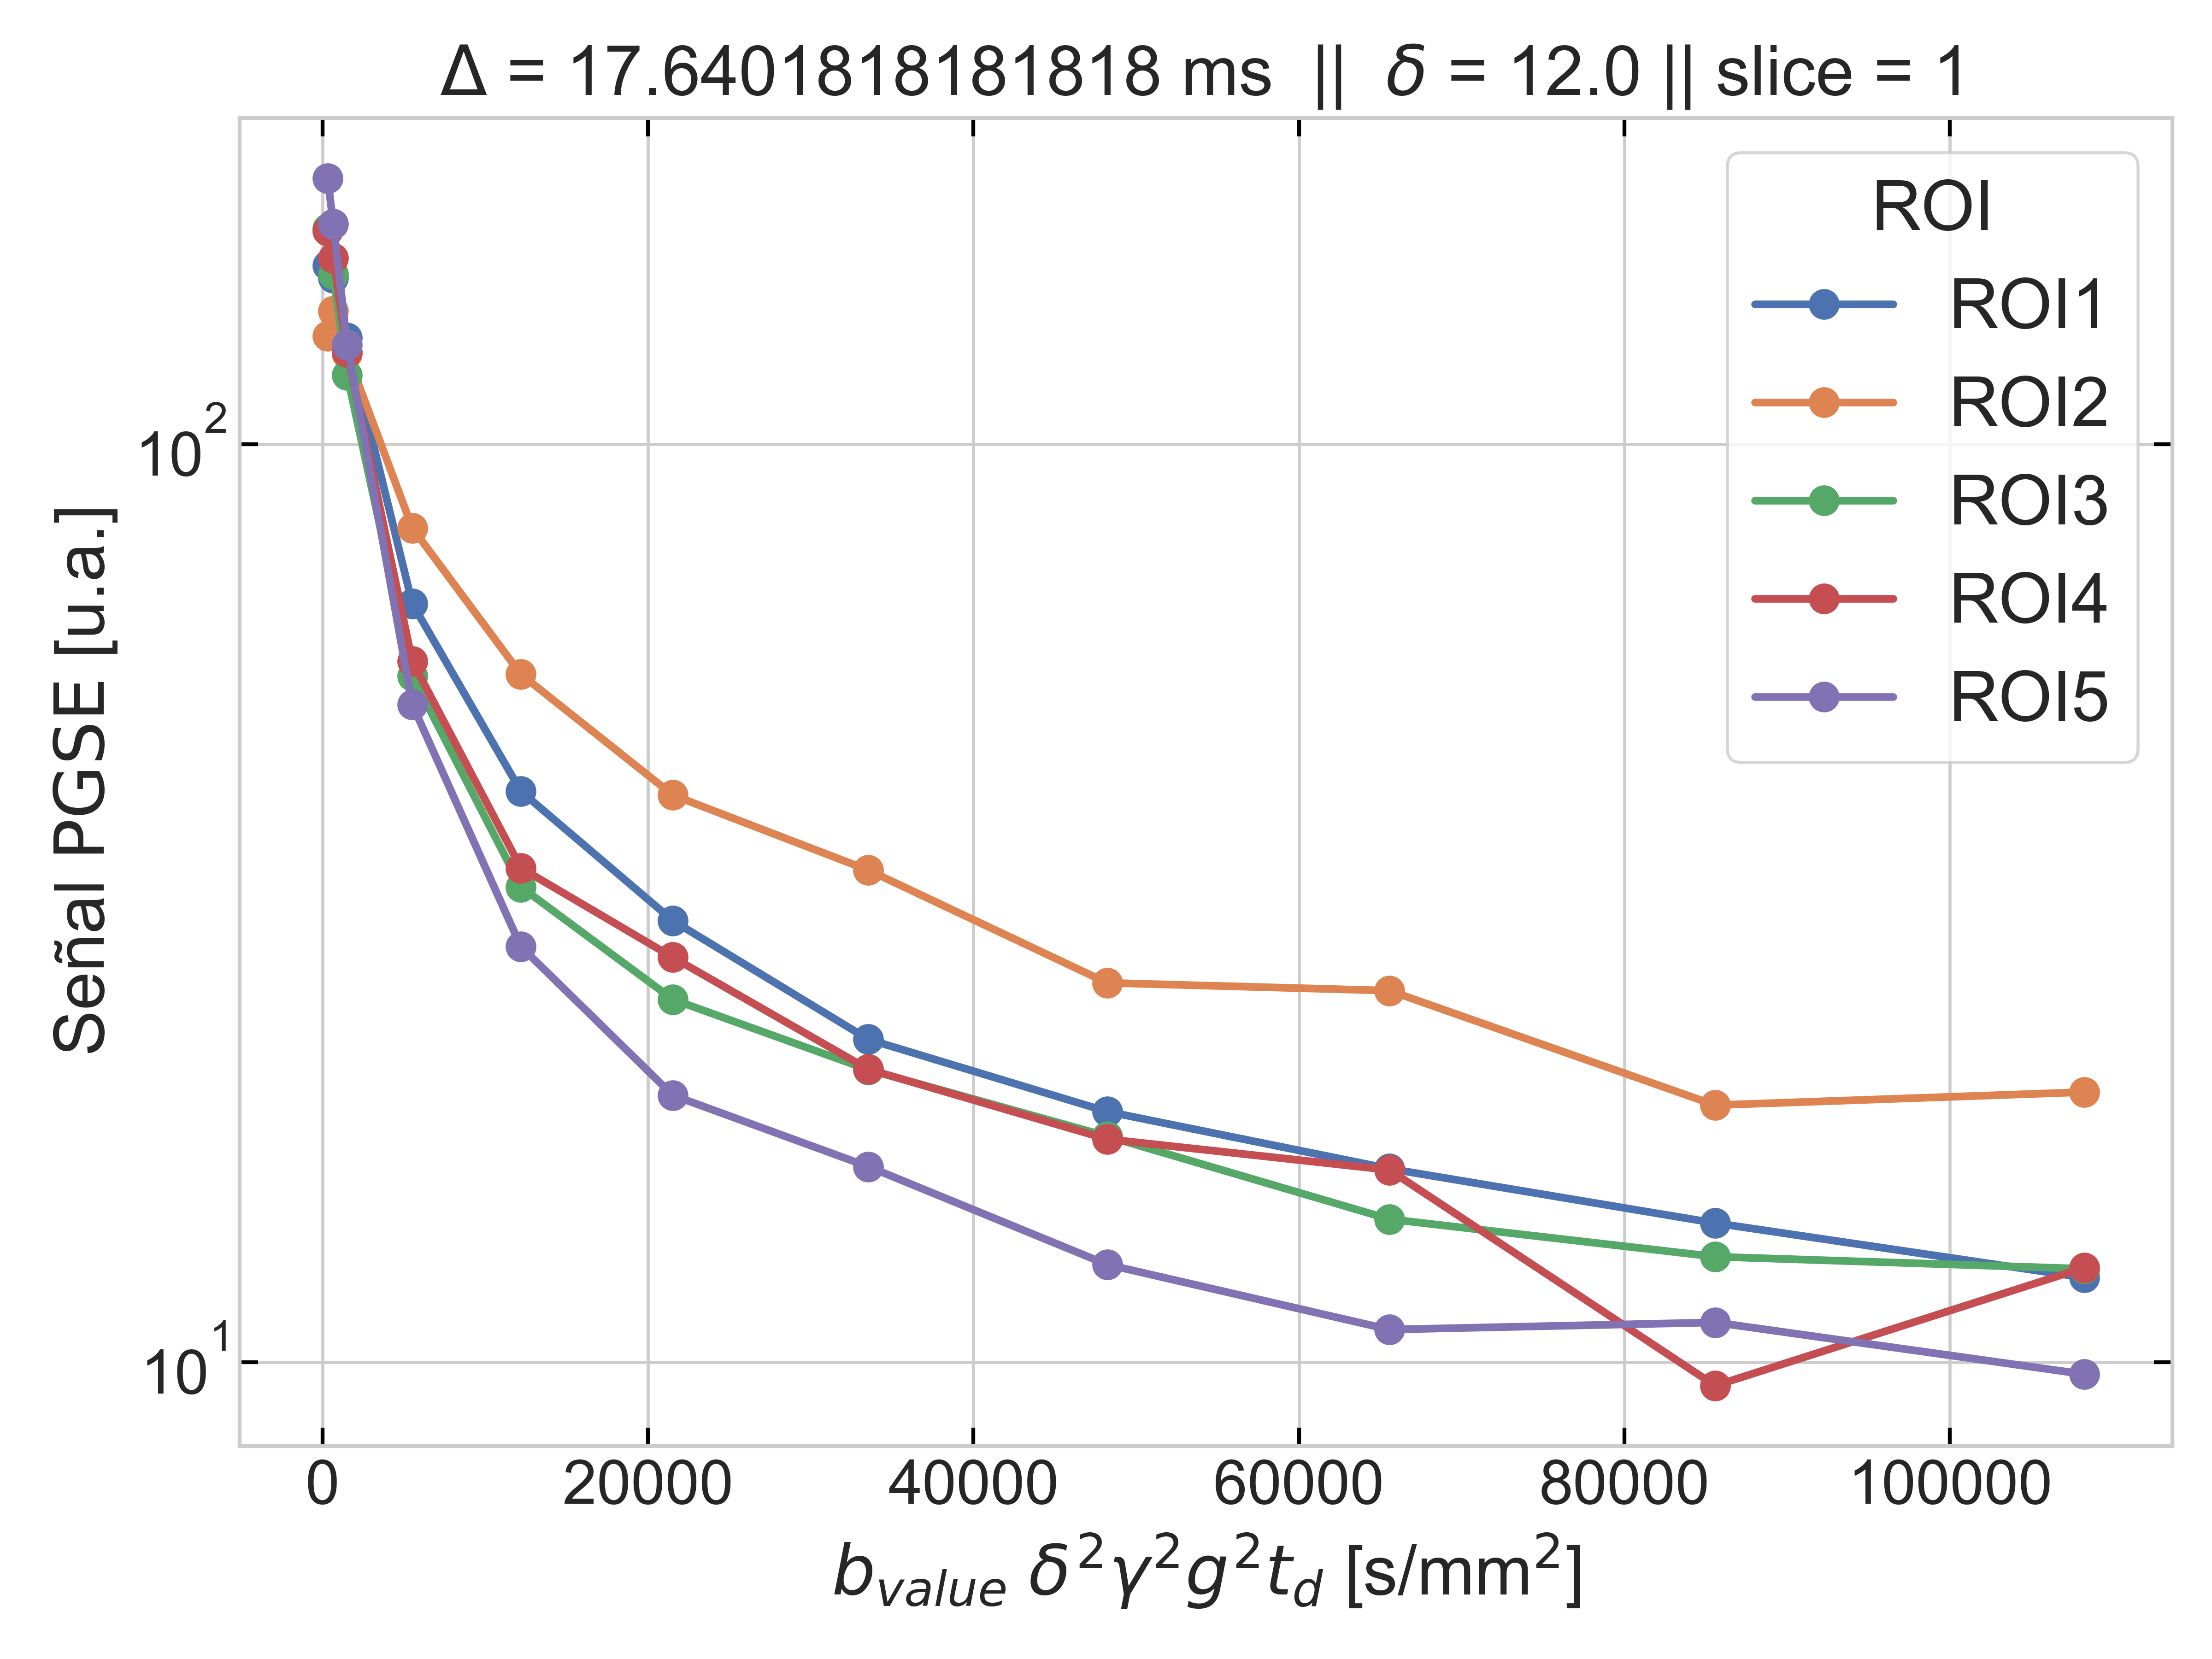 Δ = 17.64018181818181818 ms || δ = 12.0 || slice = 1
Señal PGSE [u.a.]
10²
10¹
ROI
ROI1
ROI2
ROI3
ROI4
ROI5
0 20000 40000 60000 80000 100000
b_value δ²γ²g²t_d [s/mm²]